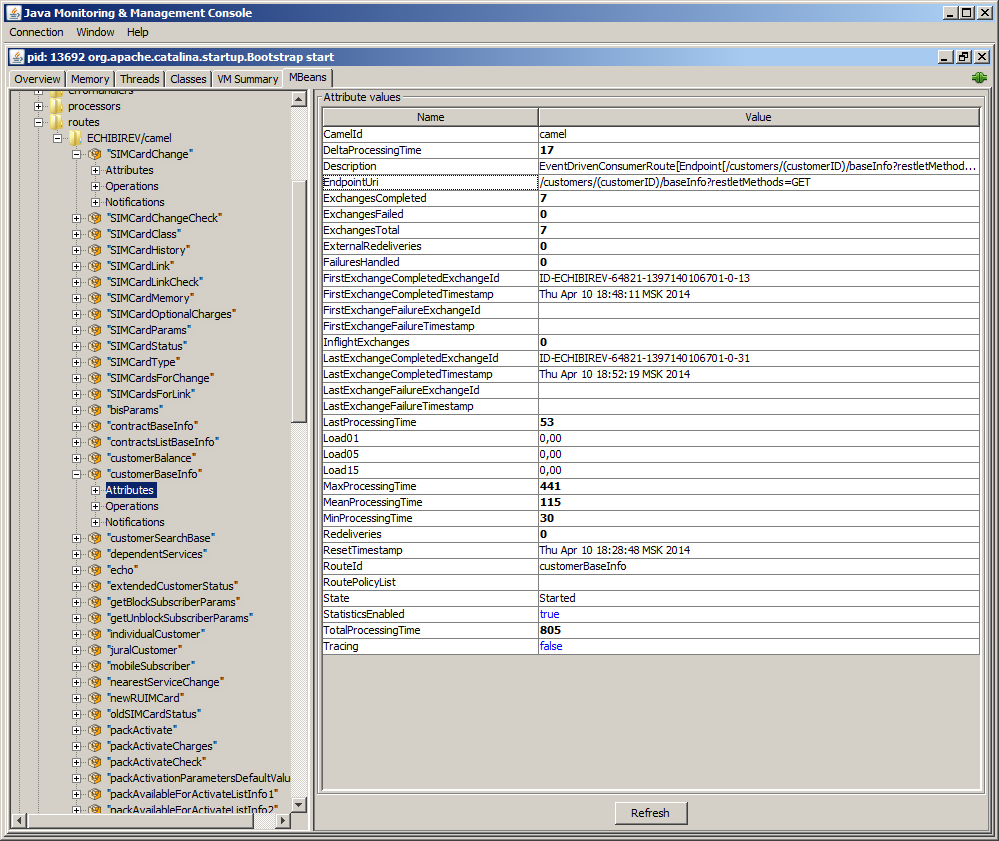 Java Monitoring & Management Console
Connection Window Help
pid: 13692 org.apache.catalina.startup.Bootstrap start
Overview Memory Threads Classes VM Summary MBeans
processors
routes
ECHIBIREV/camel
"SIMCardChange"
Attributes
Operations
Notifications
"SIMCardChangeCheck"
"SIMCardClass"
"SIMCardHistory"
"SIMCardLink"
"SIMCardLinkCheck"
"SIMCardMemory"
"SIMCardOptionalCharges"
"SIMCardParams"
"SIMCardStatus"
"SIMCardType"
"SIMCardsForChange"
"SIMCardsForLink"
"bisParams"
"contractBaseInfo"
"contractsListBaseInfo"
"customerBalance"
"customerBaseInfo"
Attributes
Operations
Notifications
"customerSearchBase"
"dependentServices"
"echo"
"extendedCustomerStatus"
"getBlockSubscriberParams"
"getUnblockSubscriberParams"
"individualCustomer"
"juralCustomer"
"mobileSubscriber"
"nearestServiceChange"
"newRUIMCard"
"oldSIMCardStatus"
"packActivate"
"packActivateCharges"
"packActivateCheck"
"packActivationParametersDefaultValu
"packAvailableForActivateListInfo1"
"packAvailableForActivateListInfo2"
Attribute values
Name Value
CamelId camel
DeltaProcessingTime 17
Description EventDrivenConsumerRoute[Endpoint[/customers/(customerID)/baseInfo?restletMethod...
EndpointUri /customers/(customerID)/baseInfo?restletMethods=GET
ExchangesCompleted 7
ExchangesFailed 0
ExchangesTotal 7
ExternalRedeliveries 0
FailuresHandled 0
FirstExchangeCompletedExchangeId ID-ECHIBIREV-64821-1397140106701-0-13
FirstExchangeCompletedTimestamp Thu Apr 10 18:48:11 MSK 2014
FirstExchangeFailureExchangeId
FirstExchangeFailureTimestamp
InflightExchanges 0
LastExchangeCompletedExchangeId ID-ECHIBIREV-64821-1397140106701-0-31
LastExchangeCompletedTimestamp Thu Apr 10 18:52:19 MSK 2014
LastExchangeFailureExchangeId
LastExchangeFailureTimestamp
LastProcessingTime 53
Load01 0,00
Load05 0,00
Load15 0,00
MaxProcessingTime 441
MeanProcessingTime 115
MinProcessingTime 30
Redeliveries 0
ResetTimestamp Thu Apr 10 18:28:48 MSK 2014
RouteId customerBaseInfo
RoutePolicyList
State Started
StatisticsEnabled true
TotalProcessingTime 805
Tracing false
Refresh